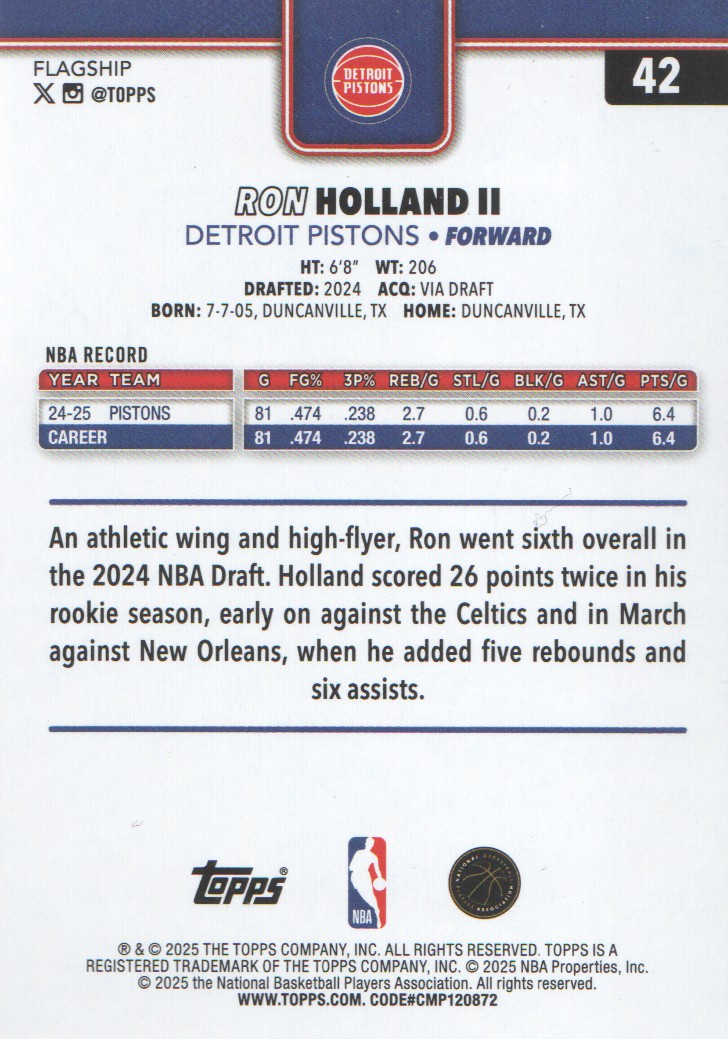 FLAGSHIP
@TOPPS
DETROIT
PISTONS
42
RON HOLLAND II
DETROIT PISTONS • FORWARD
HT: 6'8" WT: 206
DRAFTED: 2024 ACQ: VIA DRAFT
BORN: 7-7-05, DUNCANVILLE, TX HOME: DUNCANVILLE, TX
NBA RECORD
YEAR TEAM G FG% 3P% REB/G STL/G BLK/G AST/G PTS/G
24-25 PISTONS 81 .474 .238 2.7 0.6 0.2 1.0 6.4
CAREER 81 .474 .238 2.7 0.6 0.2 1.0 6.4
An athletic wing and high-flyer, Ron went sixth overall in
the 2024 NBA Draft. Holland scored 26 points twice in his
rookie season, early on against the Celtics and in March
against New Orleans, when he added five rebounds and
six assists.
Topps®
NBA
NATIONAL BASKETBALL PLAYERS ASSOCIATION
® & © 2025 THE TOPPS COMPANY, INC. ALL RIGHTS RESERVED. TOPPS IS A
REGISTERED TRADEMARK OF THE TOPPS COMPANY, INC. © 2025 NBA Properties, Inc.
© 2025 the National Basketball Players Association. All rights reserved.
WWW.TOPPS.COM. CODE#CMP120872